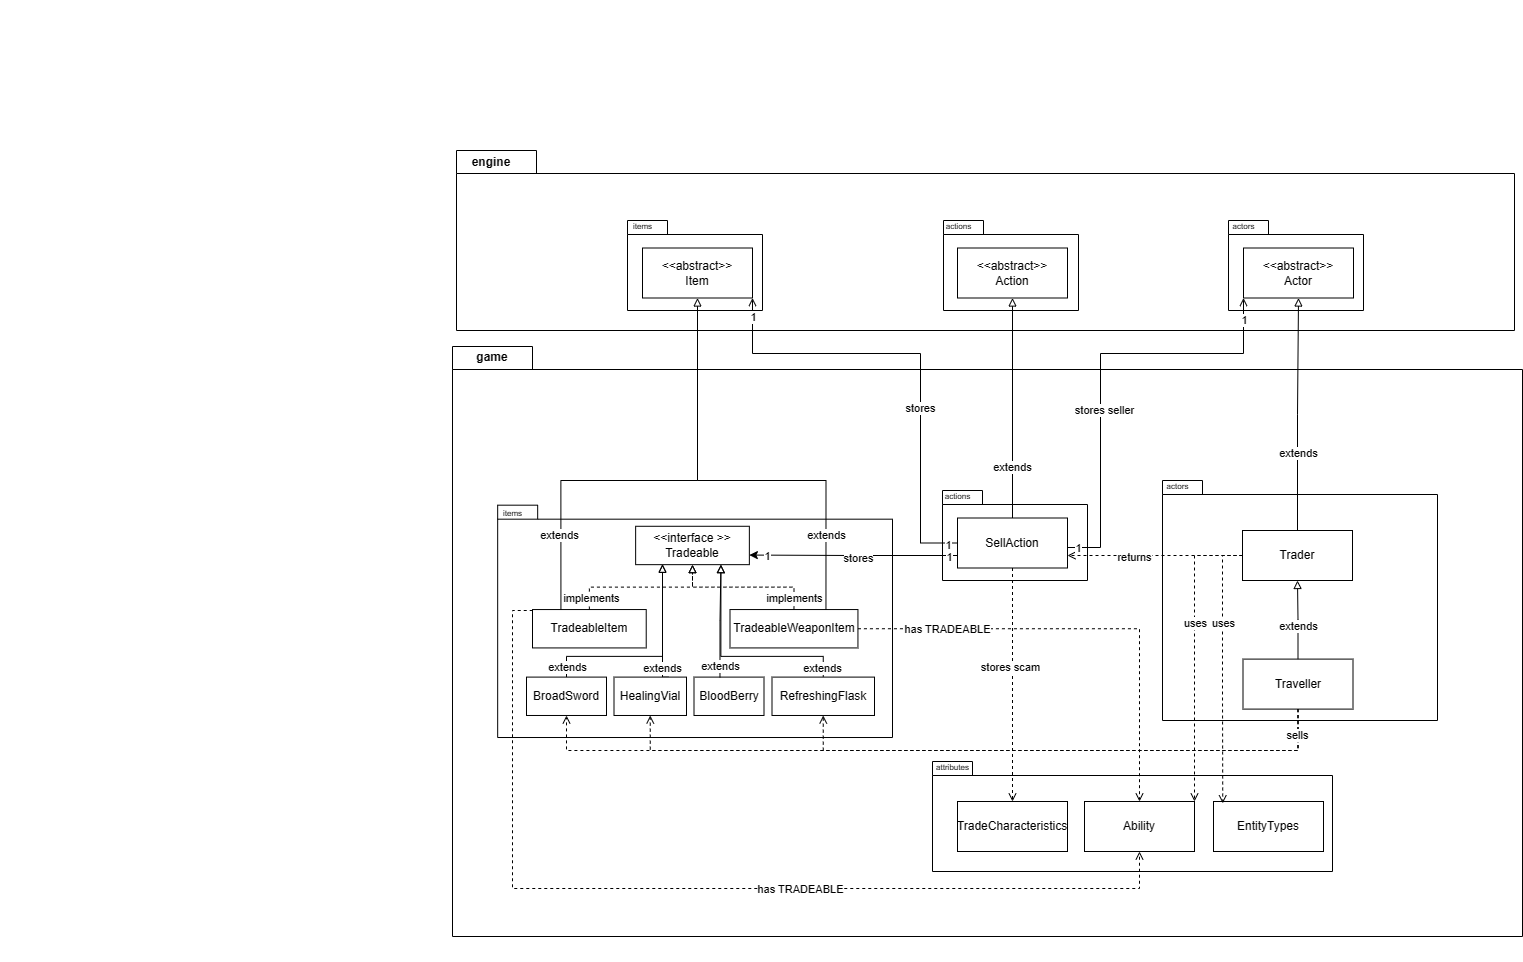 engine
items
actions
actors
<<abstract>>
Item
<<abstract>>
Action
<<abstract>>
Actor
1
1
game
stores
stores seller
extends
extends
actors
actions
items
extends
<<interface >>
Tradeable
extends
1
stores
1
1
SellAction
1
returns
Trader
implements
implements
TradeableItem
TradeableWeaponItem
has TRADEABLE
uses
uses
extends
extends
extends
extends
extends
stores scam
BroadSword
HealingVial
BloodBerry
RefreshingFlask
Traveller
sells
attributes
TradeCharacteristics
Ability
EntityTypes
has TRADEABLE